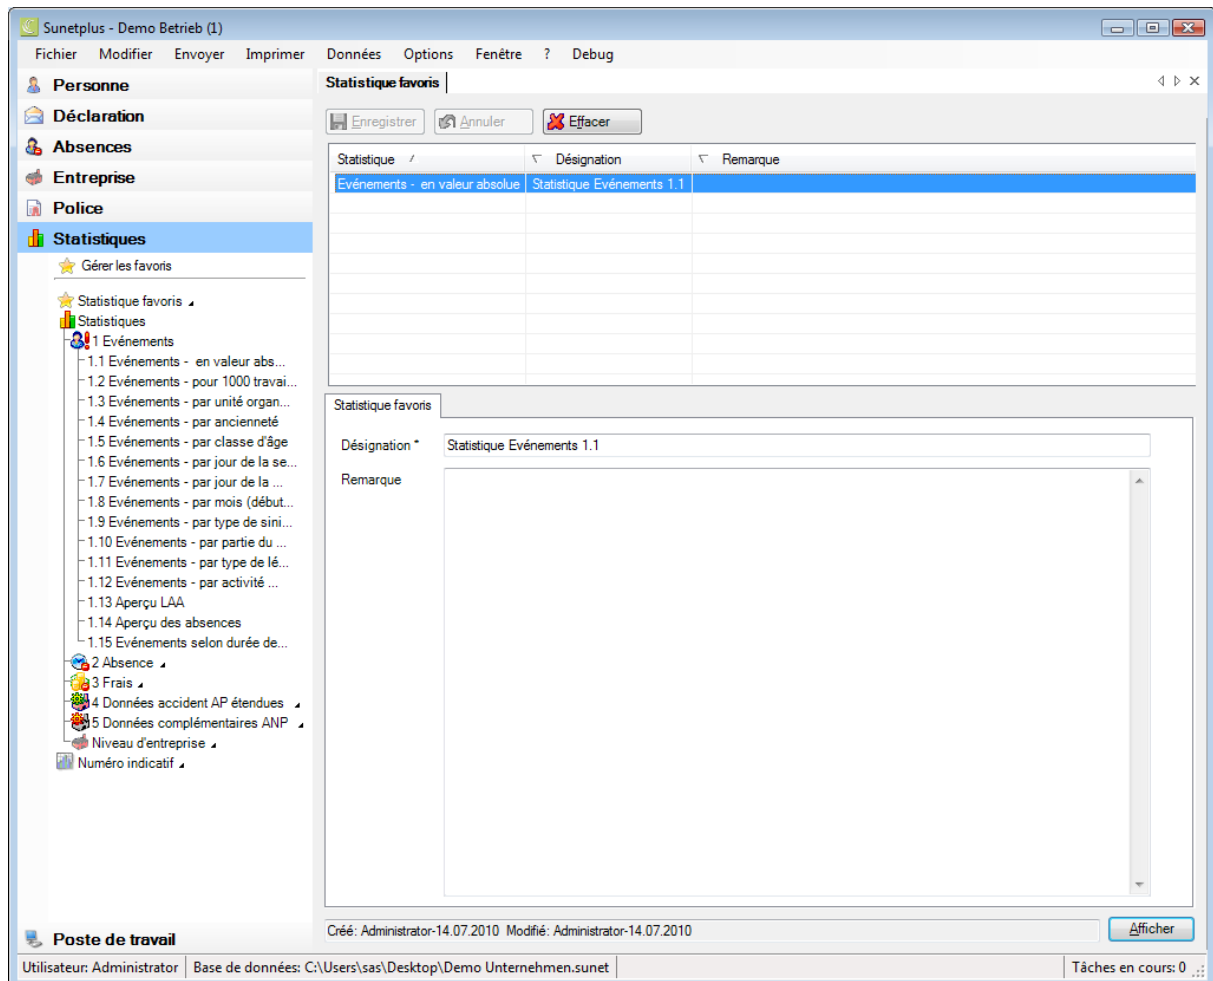 Sunetplus - Demo Betrieb (1)
Fichier Modifier Envoyer Imprimer Données Options Fenêtre ? Debug
Personne
Déclaration
Absences
Entreprise
Police
Statistiques
Gérer les favoris
Statistique favoris
Statistiques
1 Evénements
1.1 Evénements - en valeur abs...
1.2 Evénements - pour 1000 travai...
1.3 Evénements - par unité organ...
1.4 Evénements - par ancienneté
1.5 Evénements - par classe d'âge
1.6 Evénements - par jour de la se...
1.7 Evénements - par jour de la ...
1.8 Evénements - par mois (début...
1.9 Evénements - par type de sini...
1.10 Evénements - par partie du ...
1.11 Evénements - par type de lé...
1.12 Evénements - par activité ...
1.13 Aperçu LAA
1.14 Aperçu des absences
1.15 Evénements selon durée de...
2 Absence
3 Frais
4 Données accident AP étendues
5 Données complémentaires ANP
Niveau d'entreprise
Numéro indicatif
Poste de travail
Statistique favoris
Enregistrer Annuler Effacer
Statistique Désignation Remarque
Evénements - en valeur absolue Statistique Evénements 1.1
Statistique favoris
Désignation * Statistique Evénements 1.1
Remarque
Créé: Administrator-14.07.2010 Modifié: Administrator-14.07.2010
Afficher
Utilisateur: Administrator Base de données: C:\Users\sas\Desktop\Demo Unternehmen.sunet Tâches en cours: 0